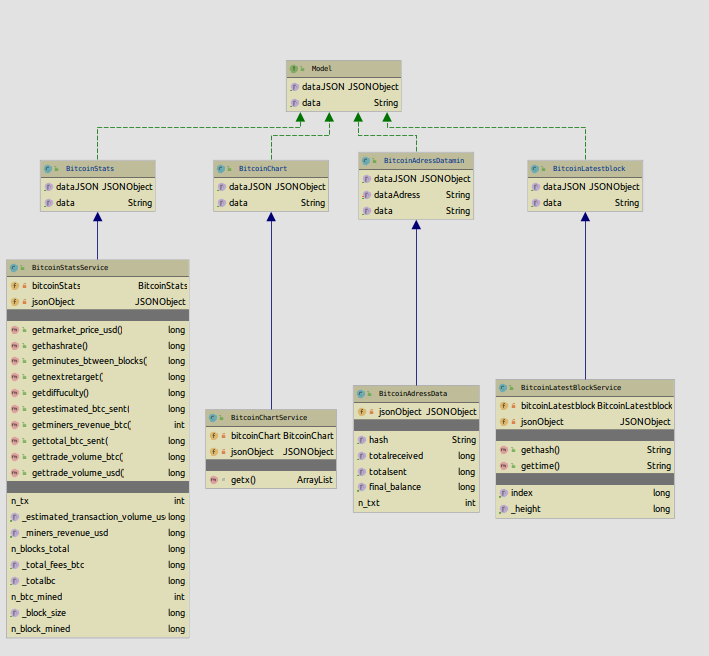 Model
dataJSON JSONObject
data String
BitcoinStats
dataJSON JSONObject
data String
BitcoinChart
dataJSON JSONObject
data String
BitcoinAdressDatamin
dataJSON JSONObject
dataAdress String
data String
BitcoinLatestblock
dataJSON JSONObject
data String
BitcoinStatsService
bitcoinStats BitcoinStats
jsonObject JSONObject
getmarket_price_usd() long
gethashrate() long
getminutes_btween_blocks( long
getnextretarget( long
getdiffuculty() long
getestimated_btc_sent( long
getminers_revenue_btc( int
gettotal_btc_sent( long
gettrade_volume_btc( long
gettrade_volume_usd( long
n_tx int
_estimated_transaction_volume_us long
_miners_revenue_usd long
n_blocks_total long
_total_fees_btc long
_totalbc long
n_btc_mined int
_block_size long
n_block_mined long
BitcoinChartService
bitcoinChart BitcoinChart
jsonObject JSONObject
getx() ArrayList
BitcoinAdressData
jsonObject JSONObject
hash String
totalreceived long
totalsent long
final_balance long
n_txt int
BitcoinLatestBlockService
bitcoinLatestblock BitcoinLatestblock
jsonObject JSONObject
gethash() String
gettime() String
index long
_height long